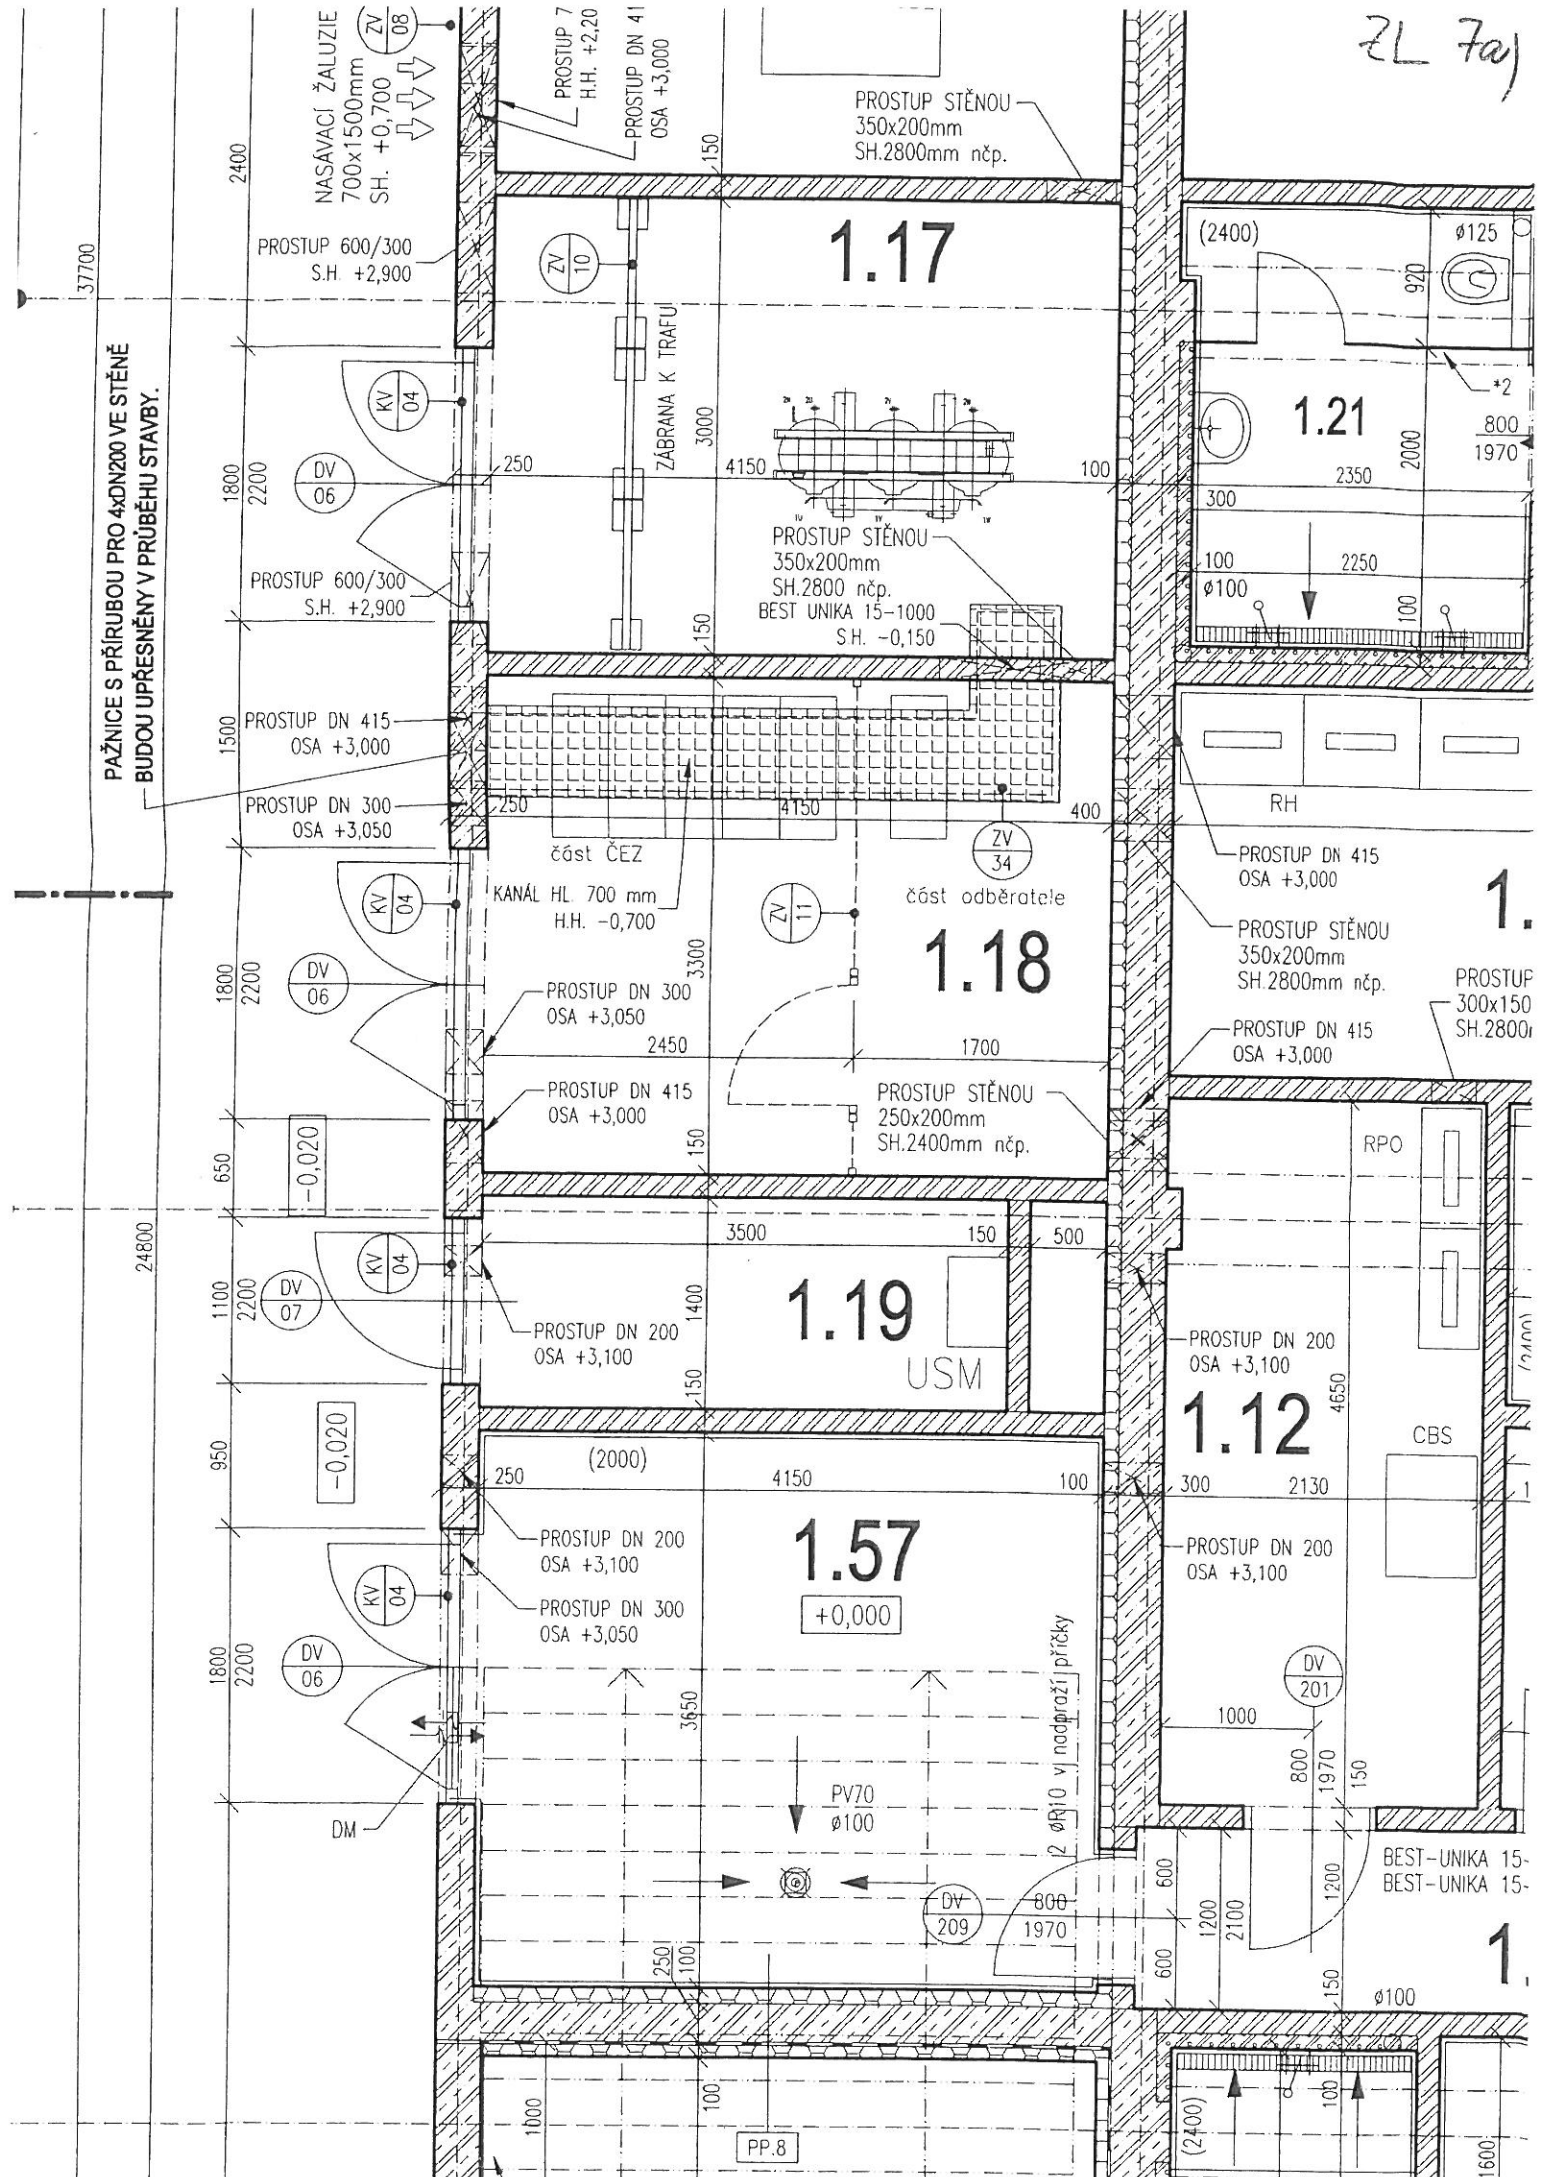 ZL 7a)
ZV
08
NASÁVACÍ ŽALUZIE
700x1500mm
SH. +0,700
PROSTUP 7
H.H. +2,20
PROSTUP DN 41
OSA +3,000
PROSTUP STĚNOU
350x200mm
SH.2800mm nčp.
150
2400
37700
PROSTUP 600/300
S.H. +2,900
ZV
10
1.17
(2400)
ø125
920
ZÁBRANA K TRAFU
PAŽNICE S PŘÍRUBOU PRO 4xDN200 VE STĚNĚ
BUDOU UPŘESNĚNY V PRŮBĚHU STAVBY.
KV
04
DV
06
1800
2200
250
3000
4150
100
1.21
*2
800
1970
2000
2350
300
PROSTUP STĚNOU
350x200mm
SH.2800 nčp.
BEST UNIKA 15-1000
S.H. -0,150
100
2250
ø100
100
PROSTUP 600/300
S.H. +2,900
150
1500
PROSTUP DN 415
OSA +3,000
PROSTUP DN 300
OSA +3,050
250
4150
400
RH
část ČEZ
ZV
34
část odběratele
PROSTUP DN 415
OSA +3,000
KANÁL HL. 700 mm
H.H. -0,700
KV
04
ZV
11
1.18
1.
PROSTUP STĚNOU
350x200mm
SH.2800mm nčp.
DV
06
1800
2200
3300
PROSTUP DN 300
OSA +3,050
PROSTUP
300x150
SH.2800
2450
1700
PROSTUP DN 415
OSA +3,000
PROSTUP DN 415
OSA +3,000
PROSTUP STĚNOU
250x200mm
SH.2400mm nčp.
RPO
650
-0,020
150
24800
3500
150
500
KV
04
DV
07
1100
2200
1400
1.19
USM
PROSTUP DN 200
OSA +3,100
PROSTUP DN 200
OSA +3,100
(2400)
4650
150
1.12
CBS
950
-0,020
(2000)
250
4150
100
300
2130
1
1.57
+0,000
PROSTUP DN 200
OSA +3,100
PROSTUP DN 200
OSA +3,100
KV
04
PROSTUP DN 300
OSA +3,050
DV
06
1800
2200
3650
2 øR10 v nadpraží příčky
DV
201
1000
800
1970
150
DM
PV70
ø100
BEST-UNIKA 15-
BEST-UNIKA 15-
600
1200
2100
1200
DV
209
800
1970
600
1.
250
100
150
ø100
1000
100
PP.8
(2400)
100
1600